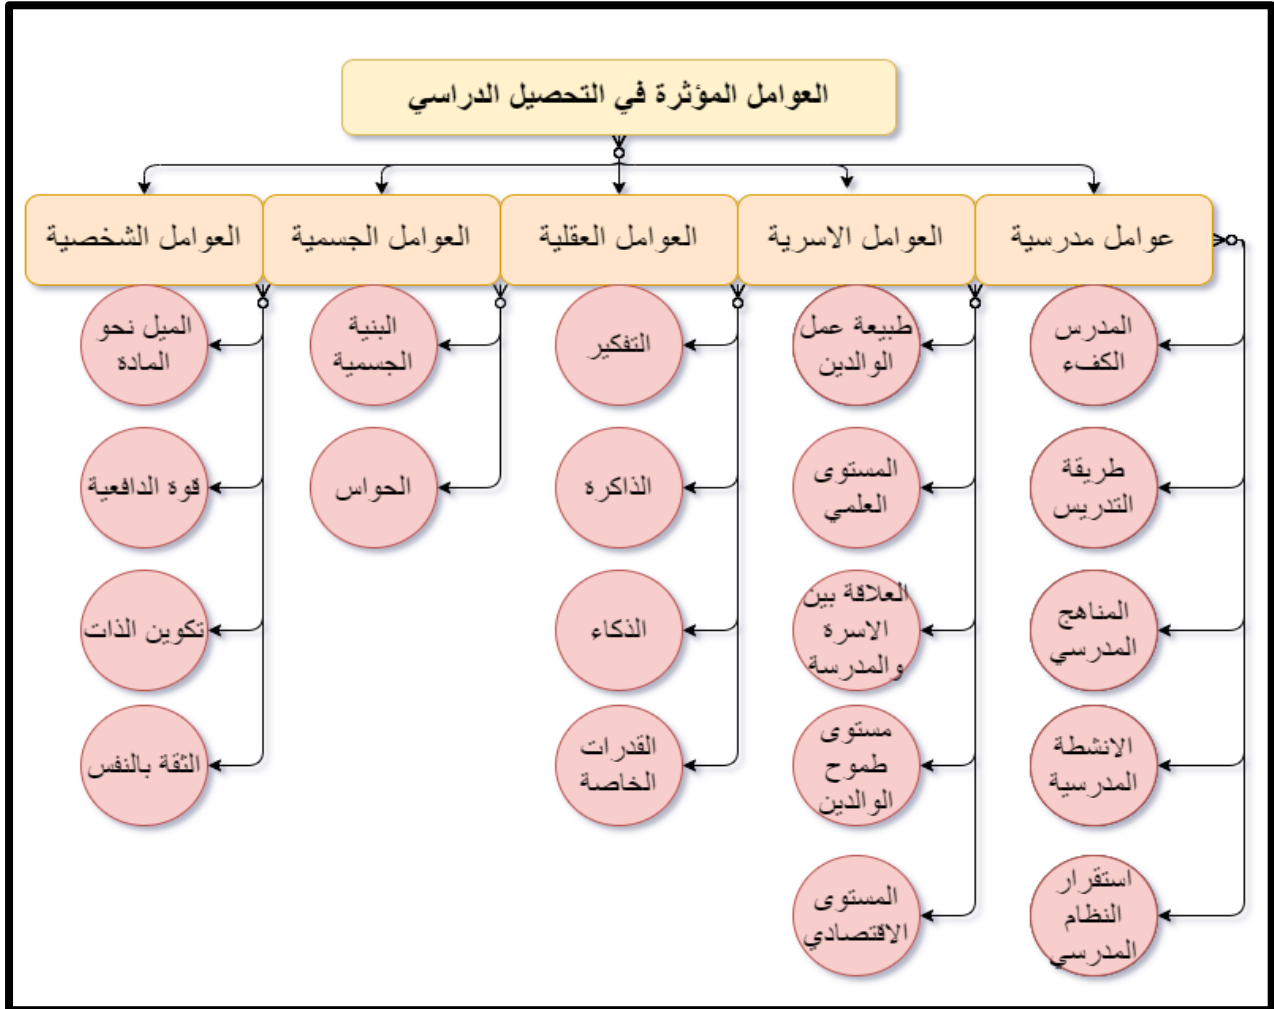 العوامل المؤثرة في التحصيل الدراسي
عوامل مدرسية
العوامل الاسرية
العوامل العقلية
العوامل الجسمية
العوامل الشخصية
المدرس
الكفء
طريقة
التدريس
المناهج
المدرسي
الانشطة
المدرسية
استقرار
النظام
المدرسي
طبيعة عمل
الوالدين
المستوى
العلمي
العلاقة بين
الاسرة
والمدرسة
مستوى
طموح
الوالدين
المستوى
الاقتصادي
التفكير
الذاكرة
الذكاء
القدرات
الخاصة
البنية
الجسمية
الحواس
الميل نحو
المادة
قوة الدافعية
تكوين الذات
الثقة بالنفس